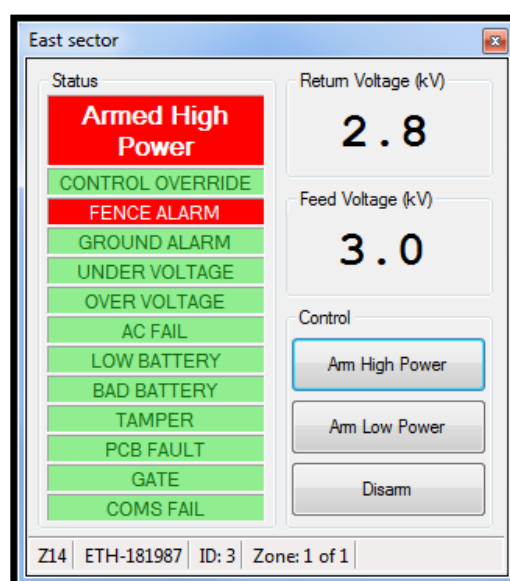 East sector
Status
Armed High
Power
CONTROL OVERRIDE
FENCE ALARM
GROUND ALARM
UNDER VOLTAGE
OVER VOLTAGE
AC FAIL
LOW BATTERY
BAD BATTERY
TAMPER
PCB FAULT
GATE
COMS FAIL
Return Voltage (kV)
2.8
Feed Voltage (kV)
3.0
Control
Arm High Power
Arm Low Power
Disarm
Z14 ETH-181987 ID: 3 Zone: 1 of 1